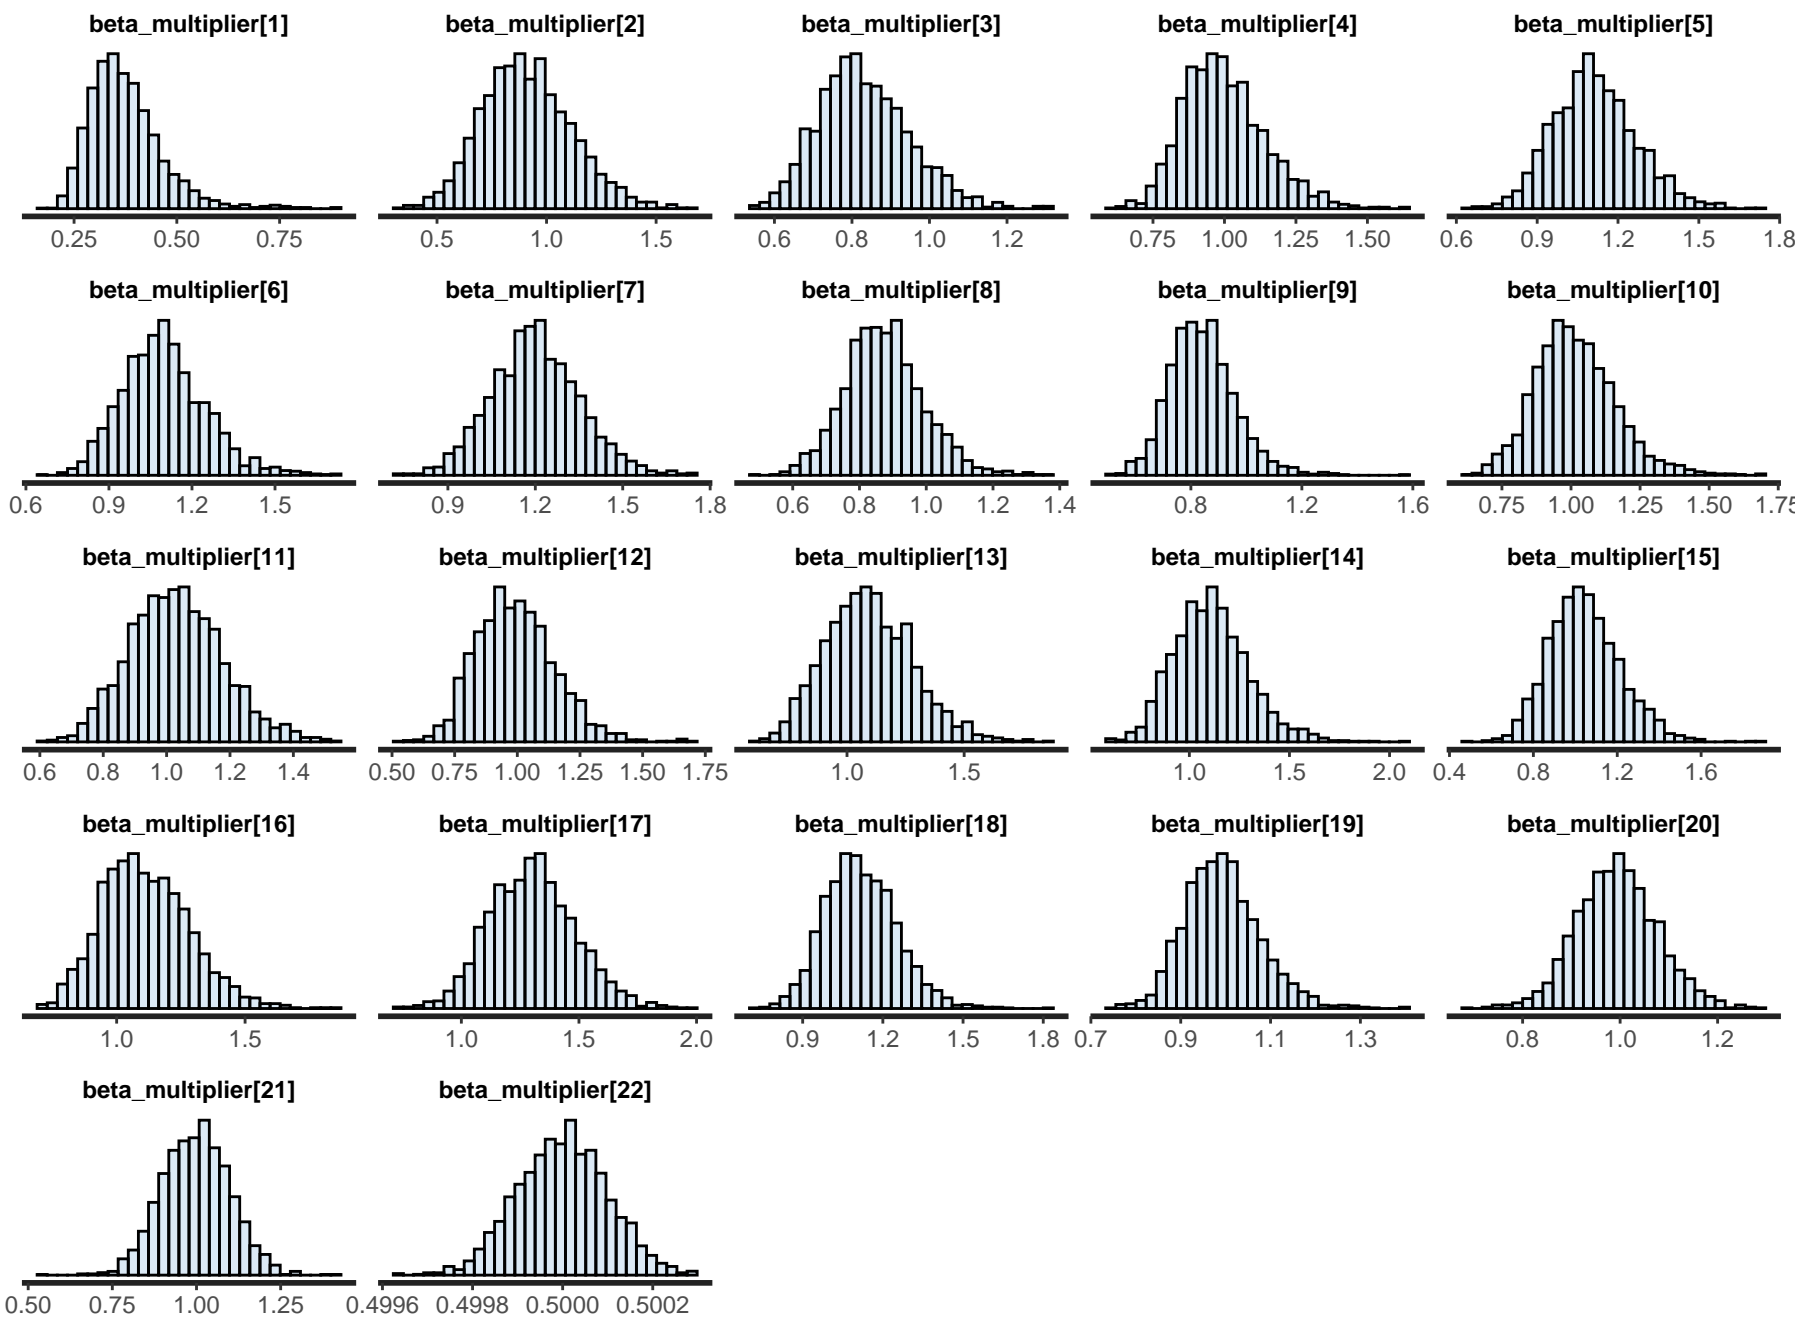 beta_multiplier[1] beta_multiplier[2] beta_multiplier[3] beta_multiplier[4] beta_multiplier[5]
0.25 0.50 0.75 0.5 1.0 1.5 0.6 0.8 1.0 1.2 0.75 1.00 1.25 1.50 0.6 0.9 1.2 1.5 1.8
beta_multiplier[6] beta_multiplier[7] beta_multiplier[8] beta_multiplier[9] beta_multiplier[10]
0.6 0.9 1.2 1.5 0.9 1.2 1.5 1.8 0.6 0.8 1.0 1.2 1.4 0.8 1.2 1.6 0.75 1.00 1.25 1.50 1.75
beta_multiplier[11] beta_multiplier[12] beta_multiplier[13] beta_multiplier[14] beta_multiplier[15]
0.6 0.8 1.0 1.2 1.4 0.50 0.75 1.00 1.25 1.50 1.75 1.0 1.5 1.0 1.5 2.0 0.4 0.8 1.2 1.6
beta_multiplier[16] beta_multiplier[17] beta_multiplier[18] beta_multiplier[19] beta_multiplier[20]
1.0 1.5 1.0 1.5 2.0 0.9 1.2 1.5 1.8 0.7 0.9 1.1 1.3 0.8 1.0 1.2
beta_multiplier[21] beta_multiplier[22]
0.50 0.75 1.00 1.25 0.4996 0.4998 0.5000 0.5002